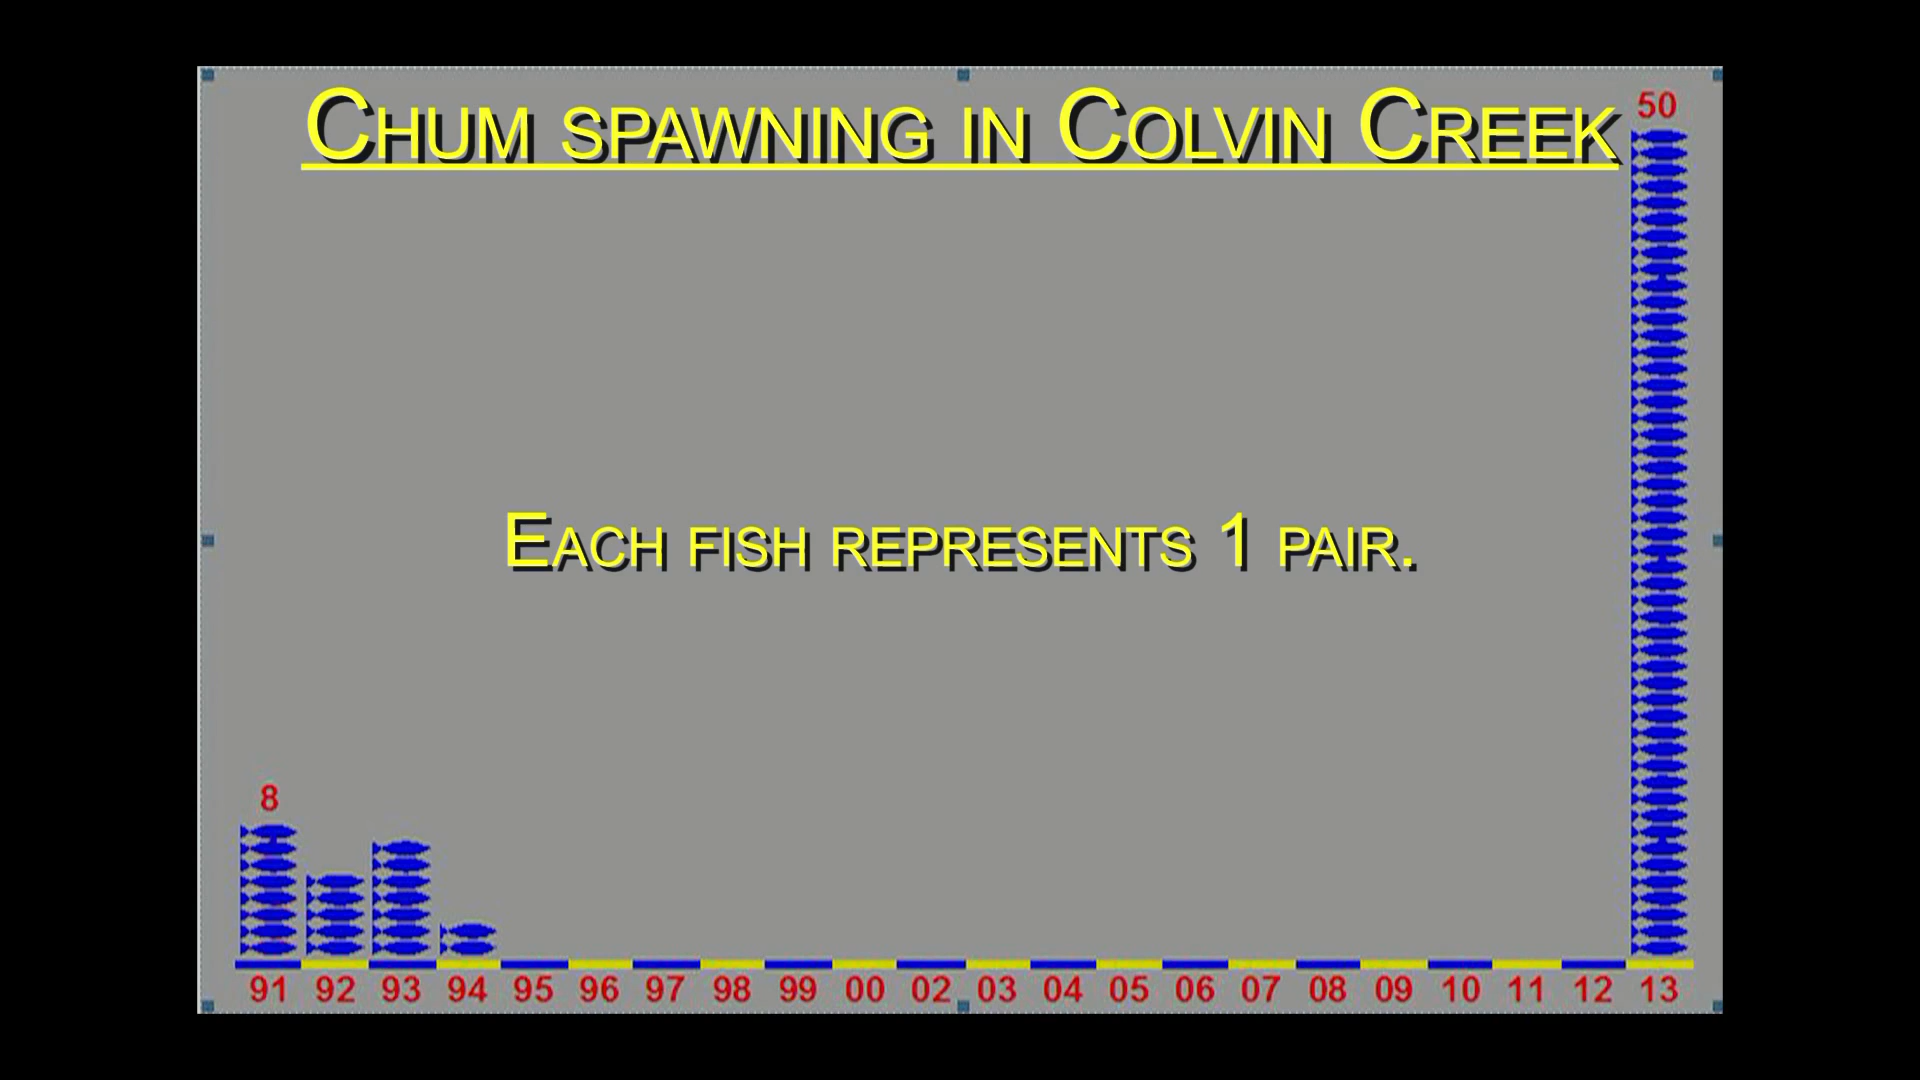 Chum spawning in Colvin Creek
50
Each fish represents 1 pair.
8
91 92 93 94 95 96 97 98 99 00 02 03 04 05 06 07 08 09 10 11 12 13